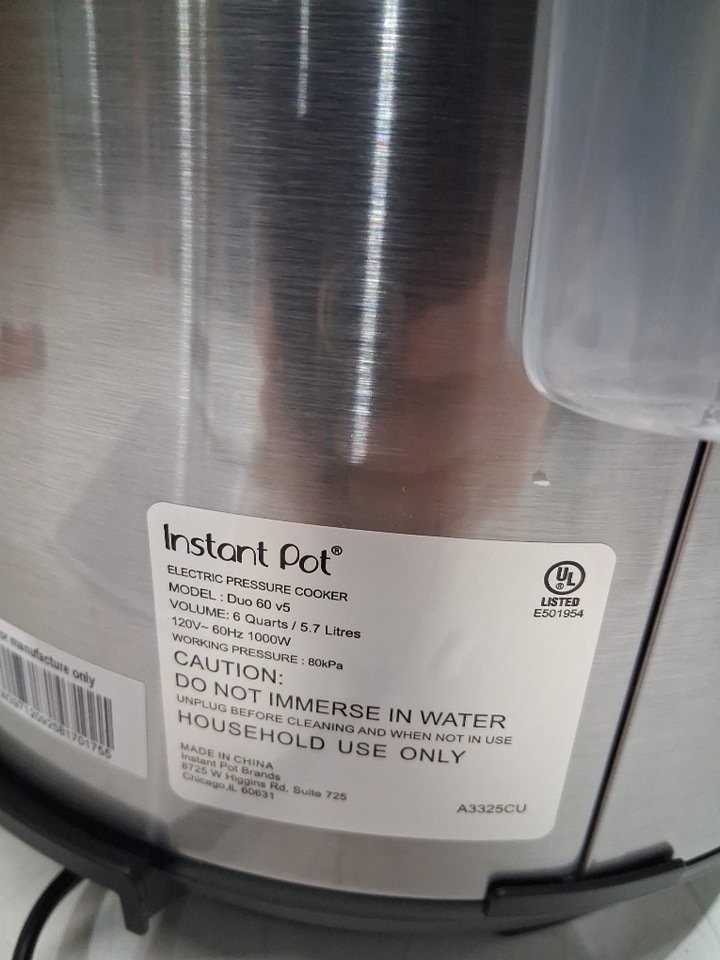 Instant Pot®
ELECTRIC PRESSURE COOKER
MODEL : Duo 60 v5
VOLUME: 6 Quarts / 5.7 Litres
120V~ 60Hz 1000W
WORKING PRESSURE : 80kPa
CAUTION:
DO NOT IMMERSE IN WATER
UNPLUG BEFORE CLEANING AND WHEN NOT IN USE
HOUSEHOLD USE ONLY
MADE IN CHINA
Instant Pot Brands
8725 W Higgins Rd, Suite 725
Chicago,IL 60631
UL
®
LISTED
E501954
A3325CU
or manufacture only